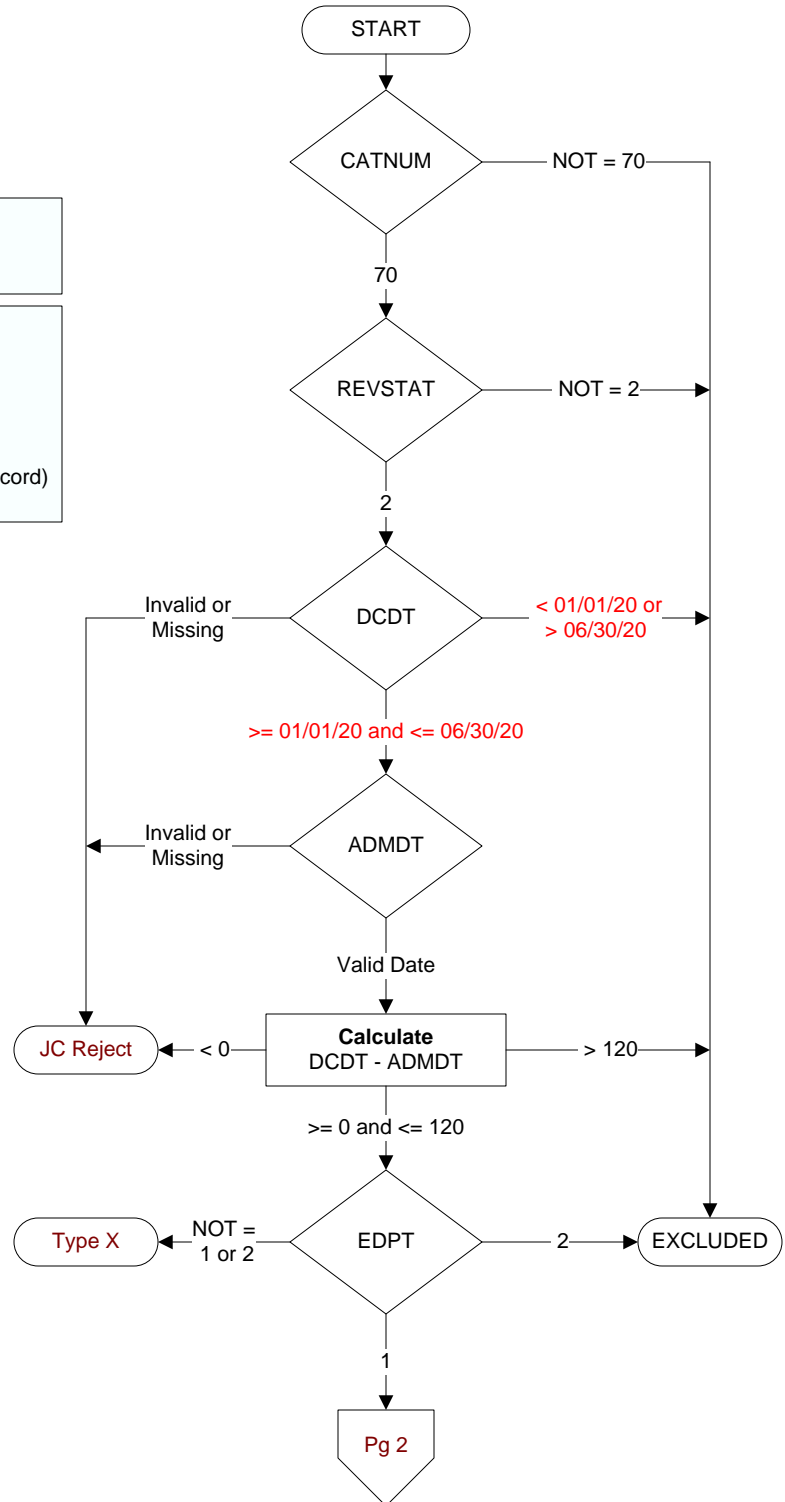 START
CATNUM
NOT = 70
70
REVSTAT
NOT = 2
cord)
2
Invalid or
Missing
DCDT
< 01/01/20 or
> 06/30/20
>= 01/01/20 and <= 06/30/20
Invalid or
Missing
ADMDT
Valid Date
JC Reject
< 0
Calculate
DCDT - ADMDT
> 120
>= 0 and <= 120
Type X
NOT =
1 or 2
EDPT
2
EXCLUDED
1
Pg 2